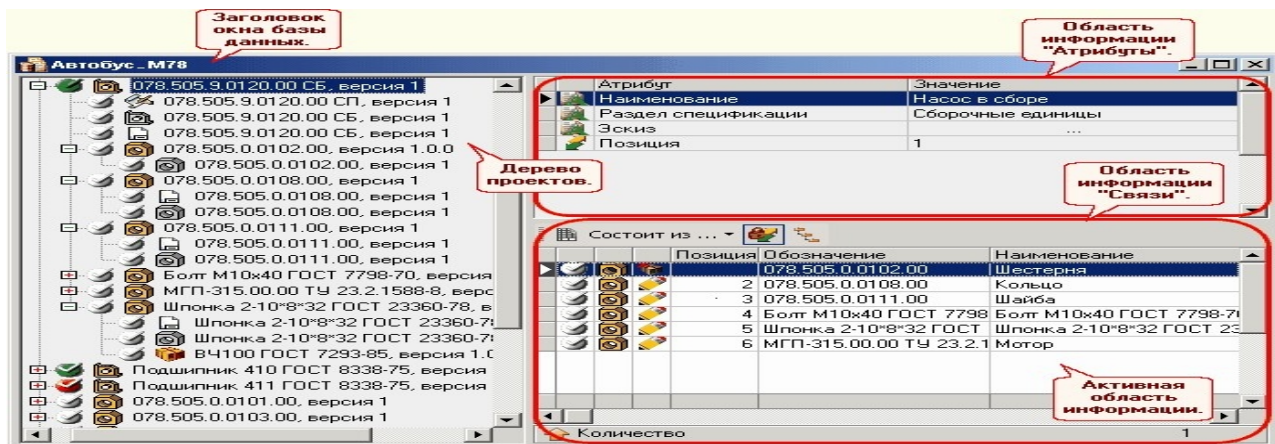 Заголовок
окна базы
данных.
Область
информации
"Атрибуты".
Автобус_М78
078.505.9.0120.00 СБ, версия 1
078.505.9.0120.00 СП, версия 1
078.505.9.0120.00 СБ, версия 1
078.505.9.0120.00 СБ, версия 1
078.505.0.0102.00, версия 1.0.0
078.505.0.0102.00, версия 1
078.505.0.0108.00, версия 1
078.505.0.0108.00, версия 1
078.505.0.0108.00, версия 1
078.505.0.0111.00, версия 1
078.505.0.0111.00, версия 1
078.505.0.0111.00, версия 1
Болт М10х40 ГОСТ 7798-70, версия
МГП-315.00.00 ТУ 23.2.1588-8, верс
Шпонка 2-10*8*32 ГОСТ 23360-78, в
Шпонка 2-10*8*32 ГОСТ 23360-7
Шпонка 2-10*8*32 ГОСТ 23360-7
ВЧ100 ГОСТ 7293-85, версия 1.
Подшипник 410 ГОСТ 8338-75, версия
Подшипник 411 ГОСТ 8338-75, версия
078.505.0.0101.00, версия 1
078.505.0.0103.00, версия 1
Дерево
проектов.
Атрибут Значение
Наименование Насос в сборе
Раздел спецификации Сборочные единицы
Эскиз ...
Позиция 1
Область
информации
"Связи".
Состоит из ...
Позиция Обозначение Наименование
078.505.0.0102.00 Шестерня
2 078.505.0.0108.00 Кольцо
3 078.505.0.0111.00 Шайба
4 Болт М10х40 ГОСТ 7798 Болт М10х40 ГОСТ 7798-7
5 Шпонка 2-10*8*32 ГОСТ Шпонка 2-10*8*32 ГОСТ 23
6 МГП-315.00.00 ТУ 23.2.1 Мотор
Активная
область
информации.
Количество 1